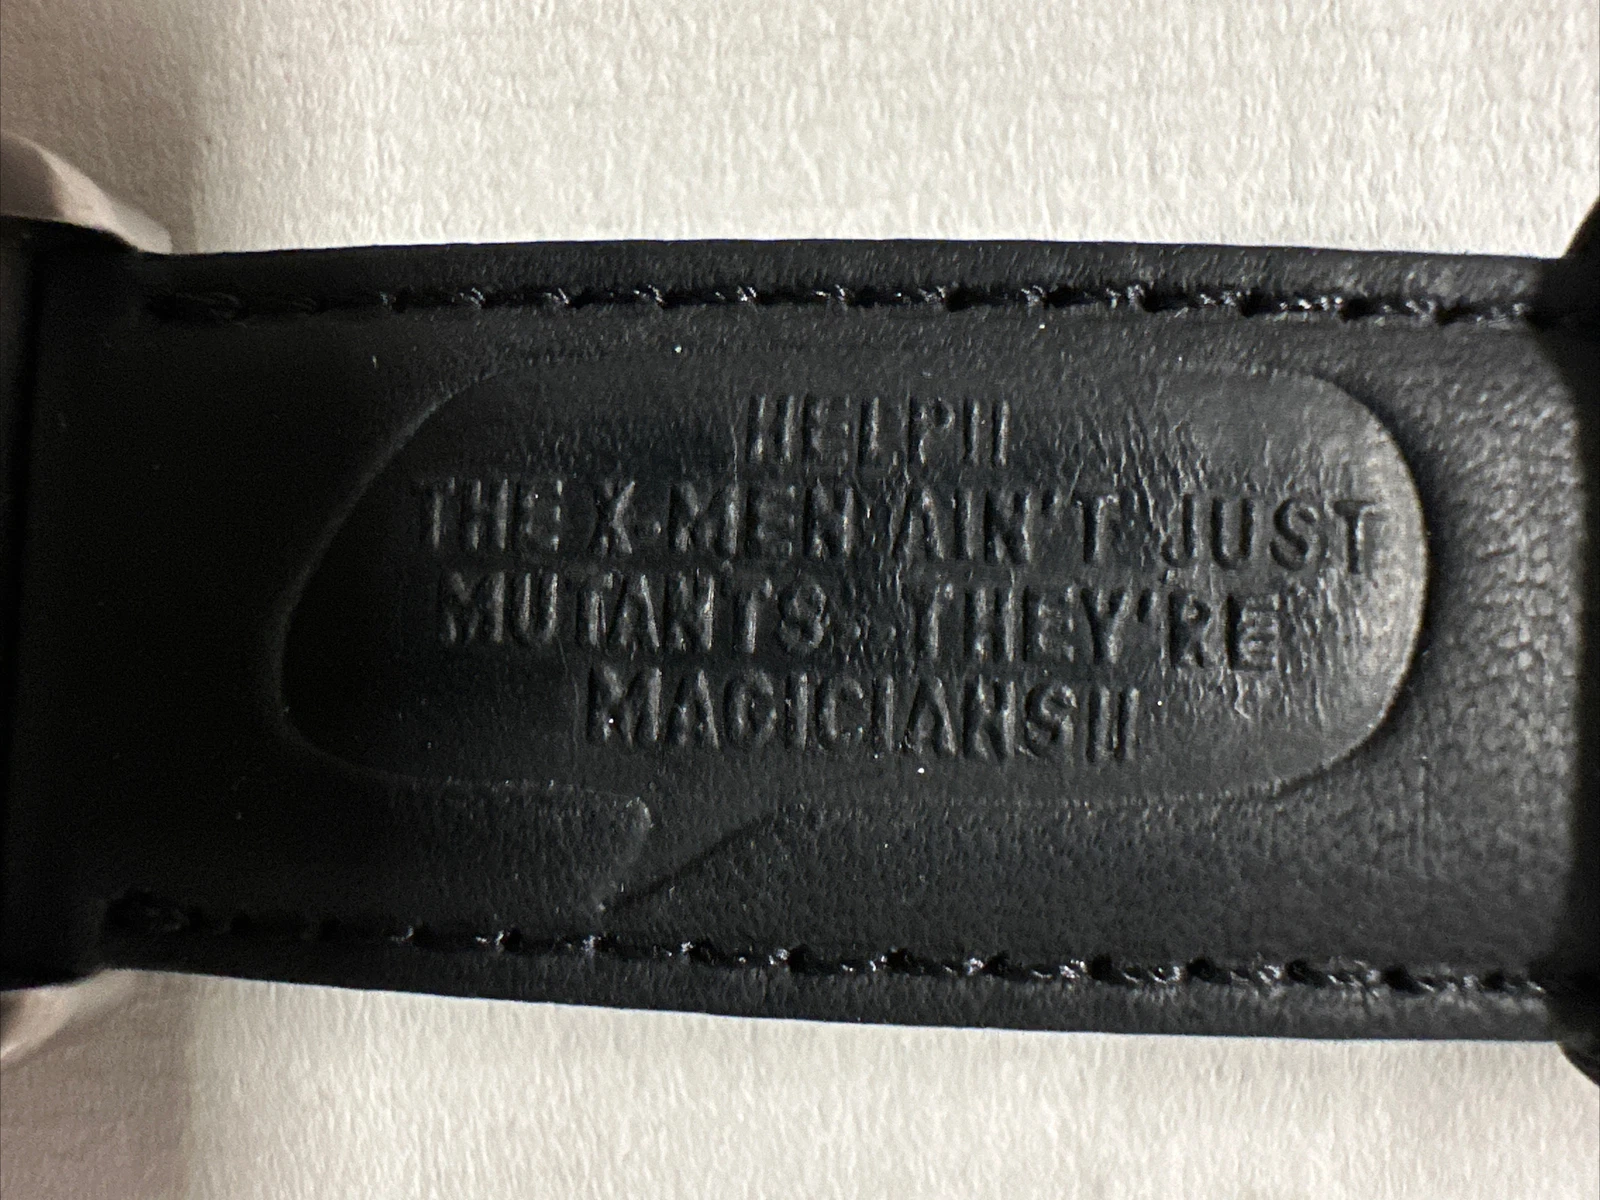 HELP!!
THE X-MEN AIN'T JUST
MUTANTS...THEY'RE
MAGICIANS!!